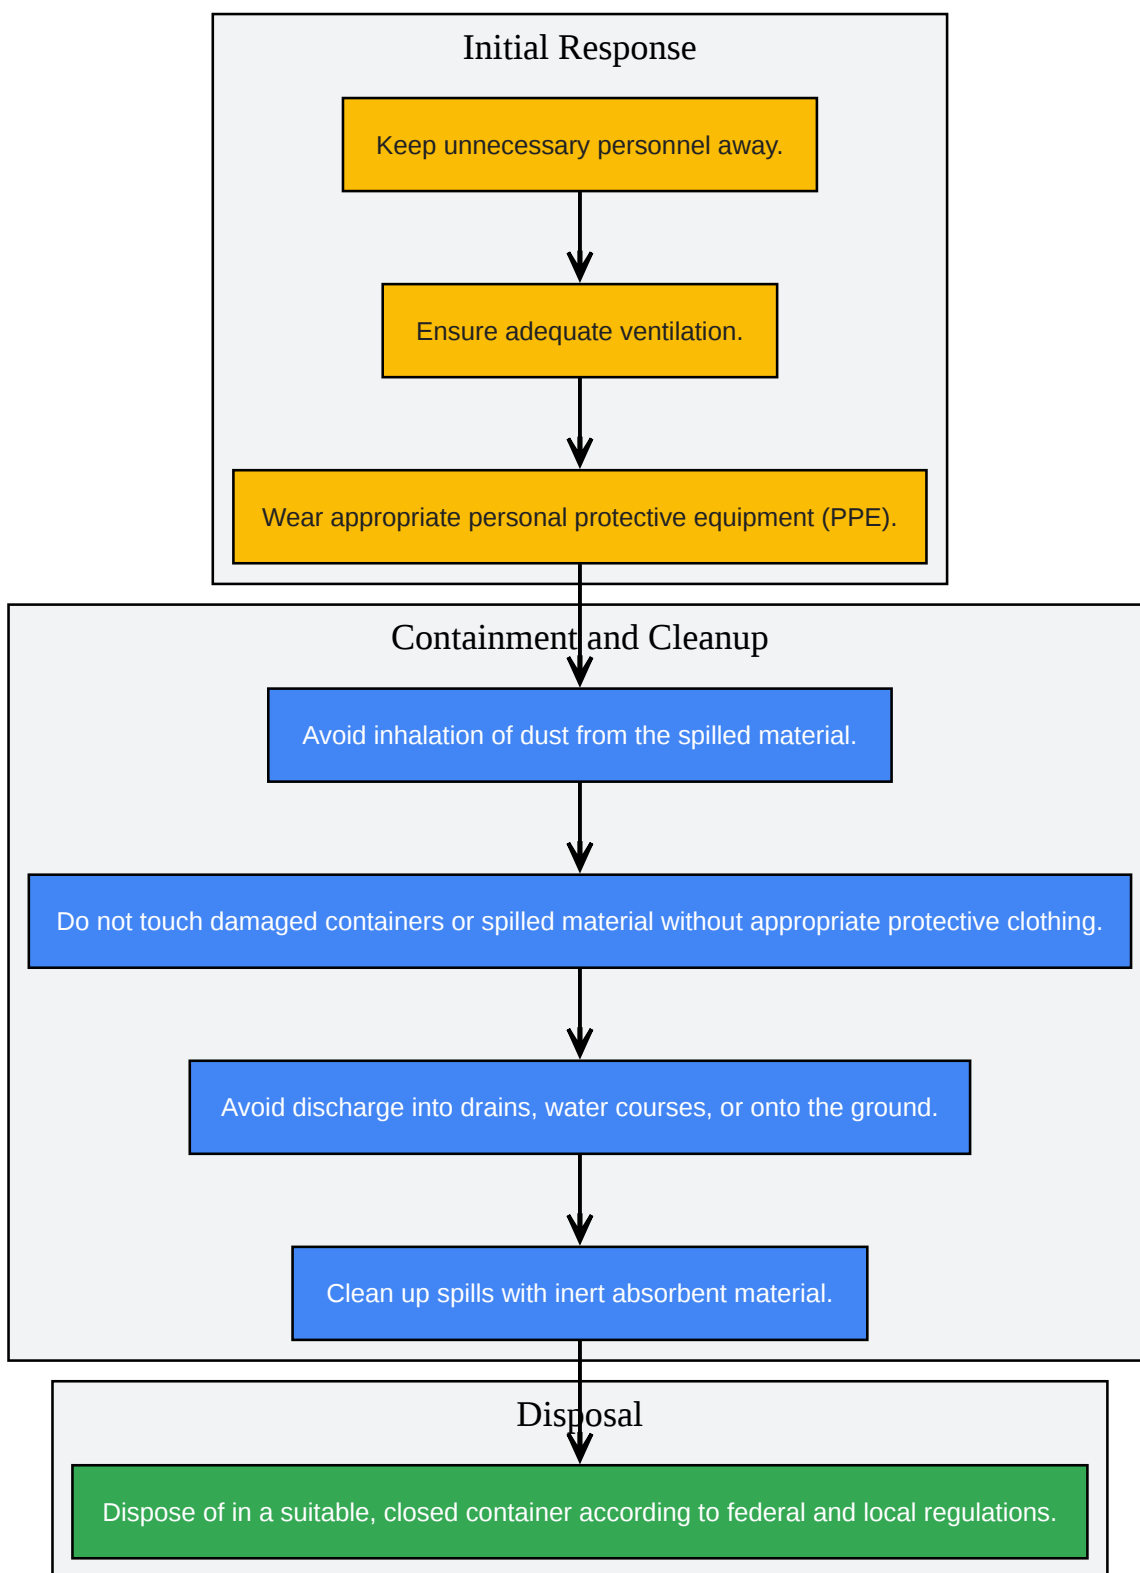 Initial Response
Keep unnecessary personnel away.
Ensure adequate ventilation.
Wear appropriate personal protective equipment (PPE).
Containment and Cleanup
Avoid inhalation of dust from the spilled material.
Do not touch damaged containers or spilled material without appropriate protective clothing.
Avoid discharge into drains, water courses, or onto the ground.
Clean up spills with inert absorbent material.
Disposal
Dispose of in a suitable, closed container according to federal and local regulations.